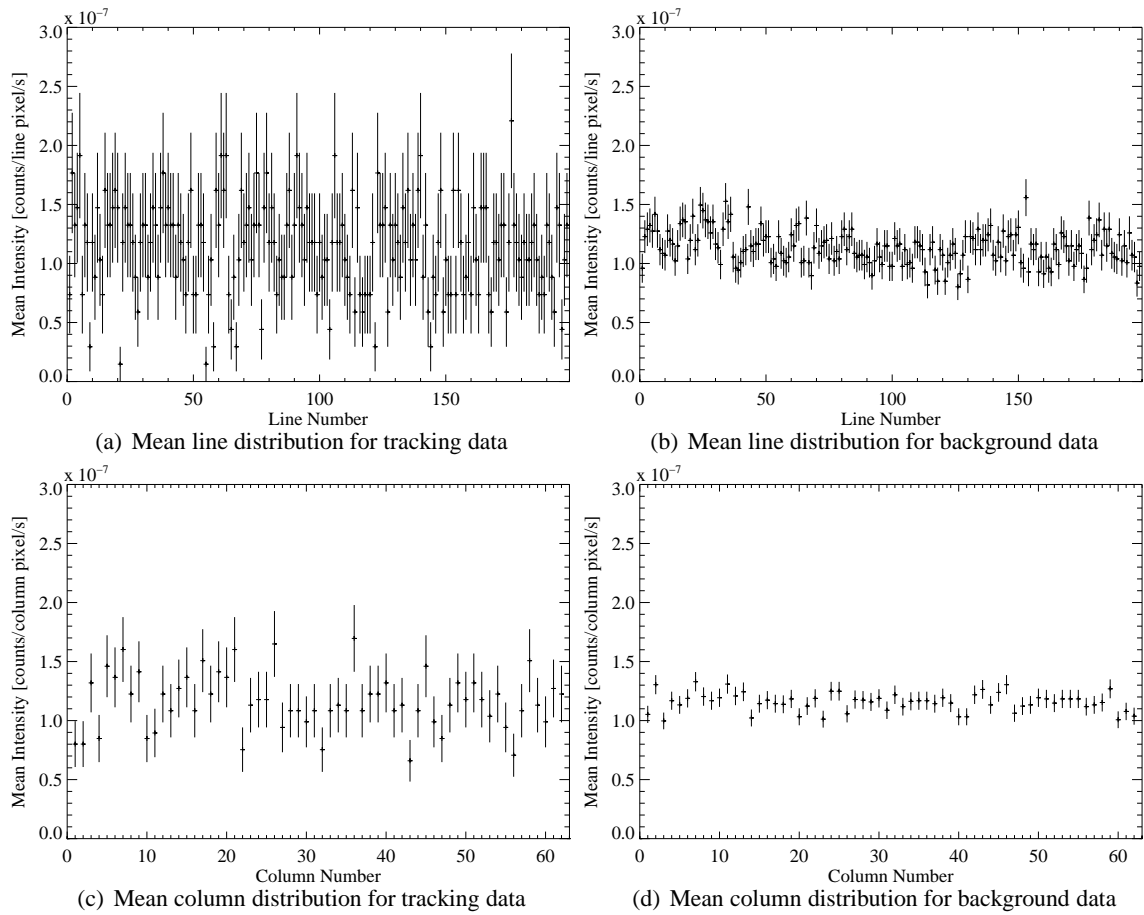 x 10⁻⁷
3.0
2.5
2.0
1.5
1.0
0.5
0.0
Mean Intensity [counts/line pixel/s]
0 50 100 150
Line Number
(a) Mean line distribution for tracking data
x 10⁻⁷
3.0
2.5
2.0
1.5
1.0
0.5
0.0
Mean Intensity [counts/line pixel/s]
0 50 100 150
Line Number
(b) Mean line distribution for background data
x 10⁻⁷
3.0
2.5
2.0
1.5
1.0
0.5
0.0
Mean Intensity [counts/column pixel/s]
0 10 20 30 40 50 60
Column Number
(c) Mean column distribution for tracking data
x 10⁻⁷
3.0
2.5
2.0
1.5
1.0
0.5
0.0
Mean Intensity [counts/column pixel/s]
0 10 20 30 40 50 60
Column Number
(d) Mean column distribution for background data